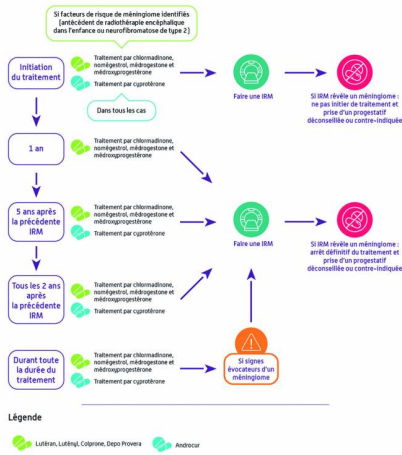 Si facteurs de risque de méningiome identifiés
(antécédent de radiothérapie encéphalique
dans l'enfance ou neurofibromatose de type 2)
Initiation
du traitement
Traitement par chlormadinone,
nomégestrol, médrogestone et
médroxyprogestérone
Traitement par cyprotérone
Dans tous les cas
Faire une IRM
Si IRM révèle un méningiome :
ne pas initier de traitement et
prise d'un progestatif
déconseillée ou contre-indiquée
1 an
Traitement par chlormadinone,
nomégestrol, médrogestone et
médroxyprogestérone
5 ans après
la précédente
IRM
Traitement par chlormadinone,
nomégestrol, médrogestone et
médroxyprogestérone
Traitement par cyprotérone
Faire une IRM
Si IRM révèle un méningiome :
arrêt définitif du traitement et
prise d'un progestatif
déconseillée ou contre-indiquée
Tous les 2 ans
après
la précédente
IRM
Traitement par chlormadinone,
nomégestrol, médrogestone et
médroxyprogestérone
Traitement par cyprotérone
Durant toute
la durée du
traitement
Traitement par chlormadinone,
nomégestrol, médrogestone et
médroxyprogestérone
Traitement par cyprotérone
Si signes
évocateurs d'un
méningiome
Légende
Lutéran, Lutényl, Colprone, Depo Provera
Androcur